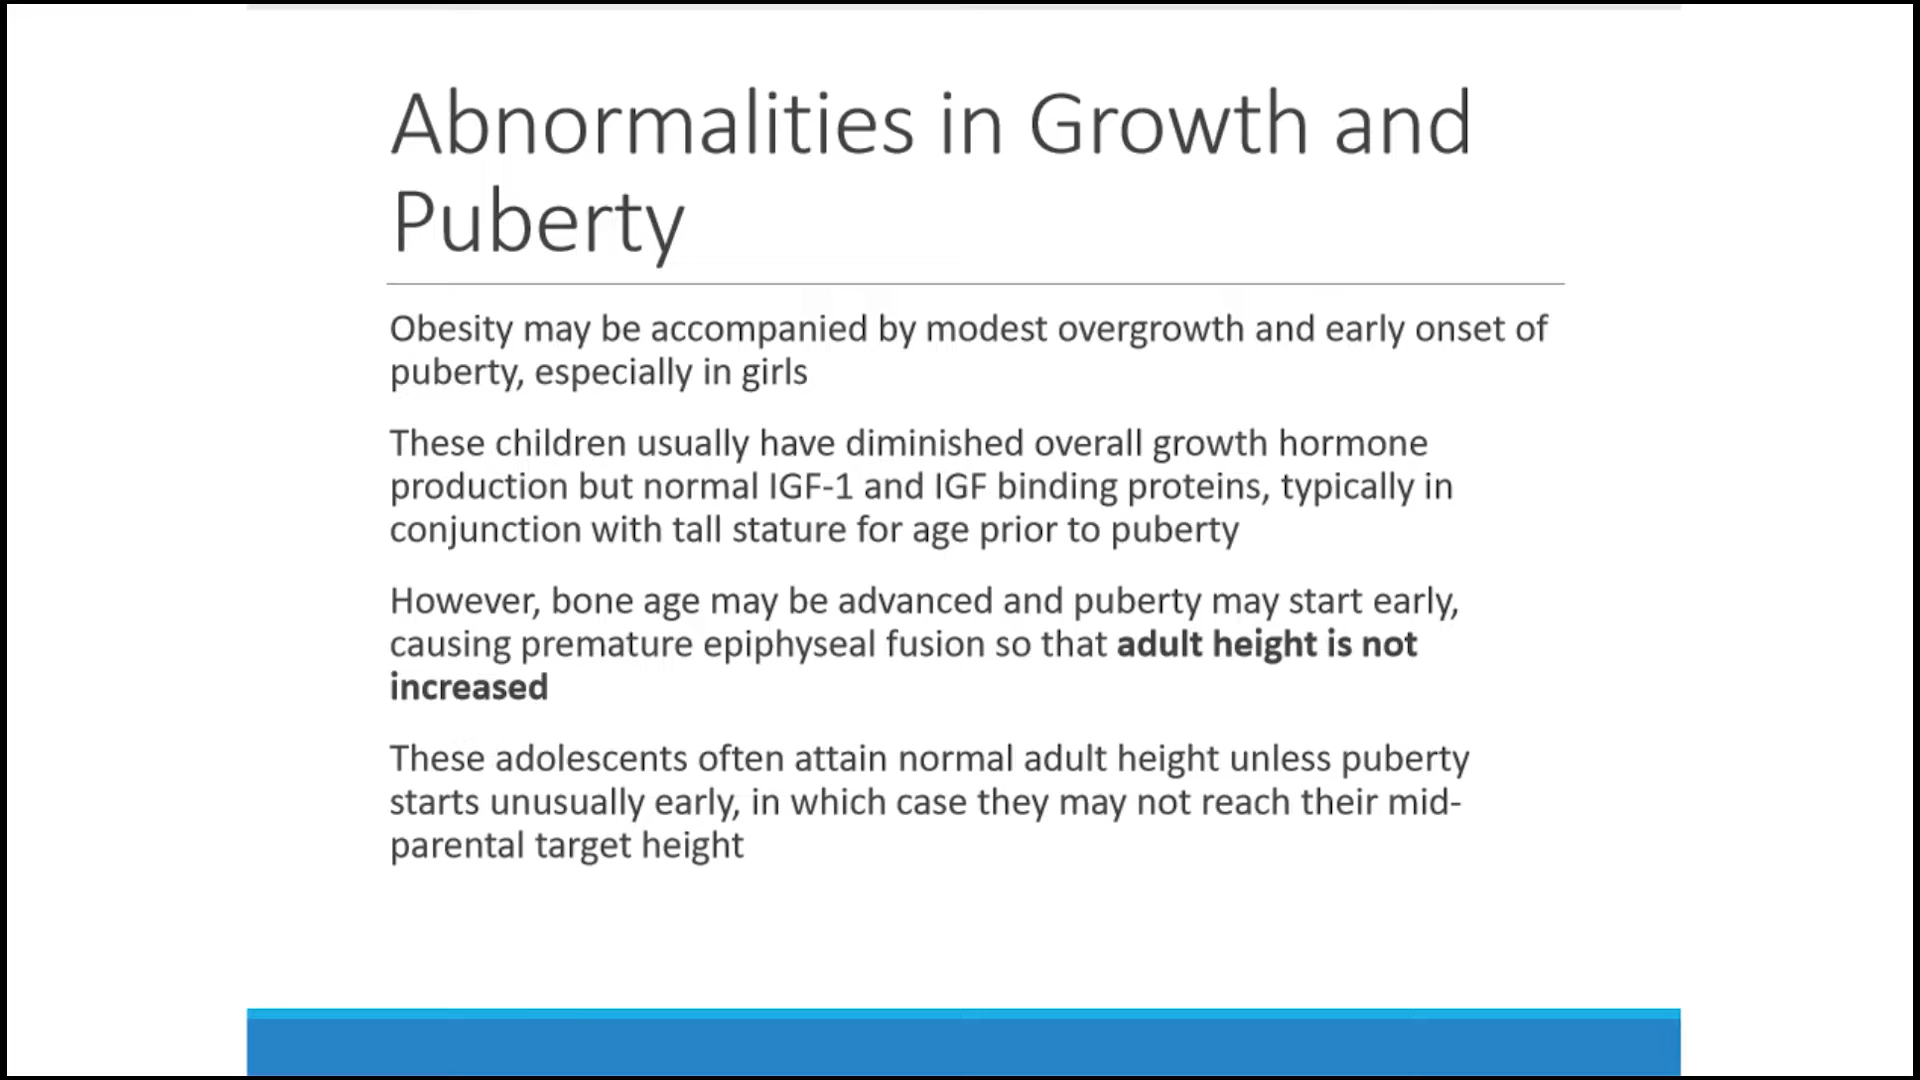 Abnormalities in Growth and
Puberty
Obesity may be accompanied by modest overgrowth and early onset of
puberty, especially in girls
These children usually have diminished overall growth hormone
production but normal IGF-1 and IGF binding proteins, typically in
conjunction with tall stature for age prior to puberty
However, bone age may be advanced and puberty may start early,
causing premature epiphyseal fusion so that adult height is not
increased
These adolescents often attain normal adult height unless puberty
starts unusually early, in which case they may not reach their mid-
parental target height